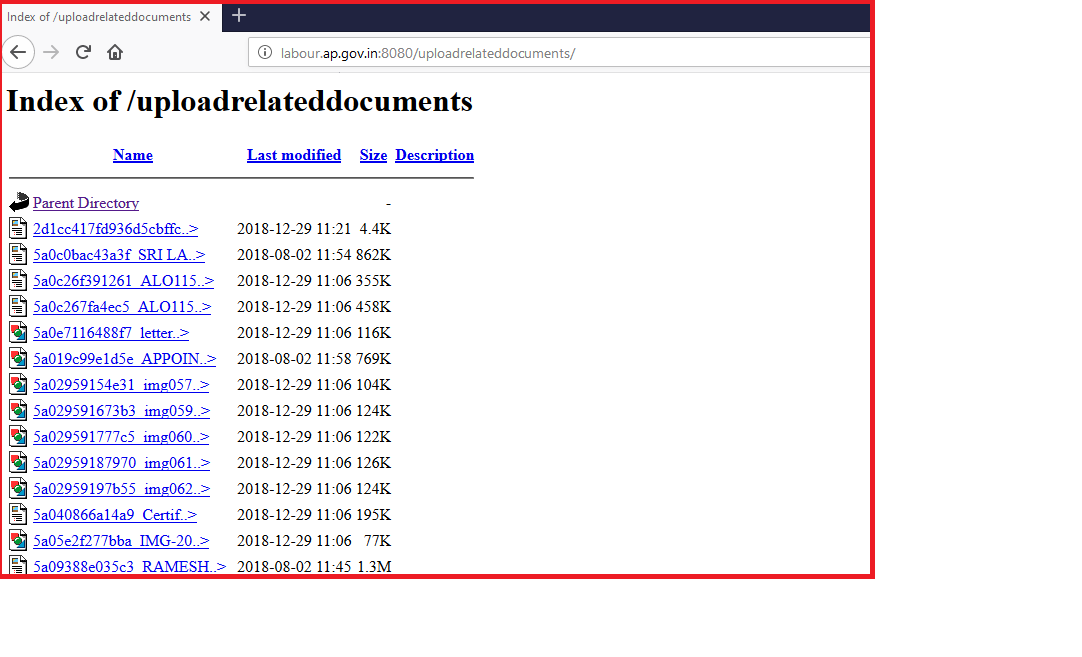 Index of /uploadrelateddocuments
labour.ap.gov.in:8080/uploadrelateddocuments/
Index of /uploadrelateddocuments
Name Last modified Size Description
Parent Directory -
2d1cc417fd936d5cbffc..> 2018-12-29 11:21 4.4K
5a0c0bac43a3f_SRI LA..> 2018-08-02 11:54 862K
5a0c26f391261_ALO115..> 2018-12-29 11:06 355K
5a0c267fa4ec5_ALO115..> 2018-12-29 11:06 458K
5a0e7116488f7_letter..> 2018-12-29 11:06 116K
5a019c99e1d5e_APPOIN..> 2018-08-02 11:58 769K
5a02959154e31_img057..> 2018-12-29 11:06 104K
5a029591673b3_img059..> 2018-12-29 11:06 124K
5a029591777c5_img060..> 2018-12-29 11:06 122K
5a02959187970_img061..> 2018-12-29 11:06 126K
5a02959197b55_img062..> 2018-12-29 11:06 124K
5a040866a14a9_Certif..> 2018-12-29 11:06 195K
5a05e2f277bba_IMG-20..> 2018-12-29 11:06 77K
5a09388e035c3_RAMESH..> 2018-08-02 11:45 1.3M